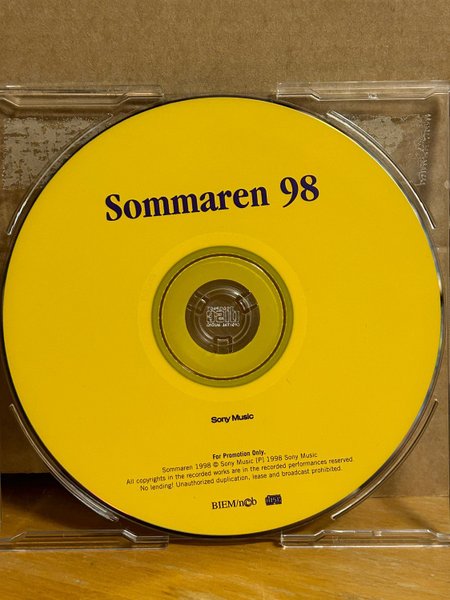 Sommaren 98
Sony Music
For Promotion Only.
Sommaren 1998 © Sony Music (P) 1998 Sony Music
All copyrights in the recorded works are in the recorded performances reserved.
No lending! Unauthorized duplication, lease and broadcast prohibited.
BIEM/ncb